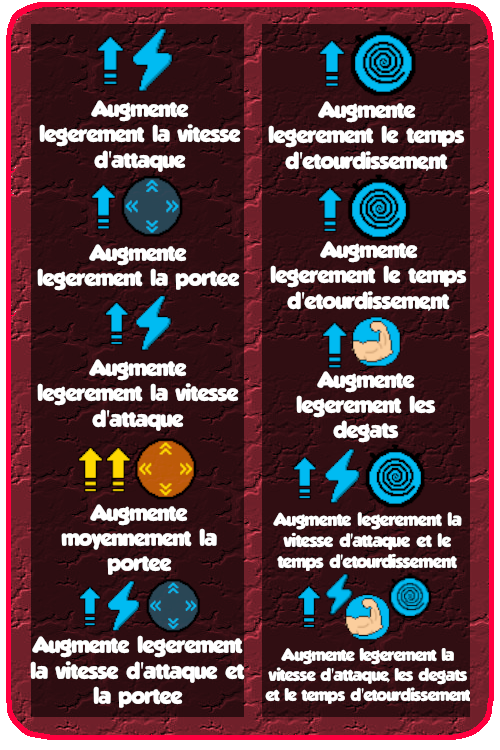 Augmente
legerement la vitesse
d'attaque
Augmente
legerement la portee
Augmente
legerement la vitesse
d'attaque
Augmente
moyennement la
portee
Augmente legerement
la vitesse d'attaque et
la portee
Augmente
legerement le temps
d'etourdissement
Augmente
legerement le temps
d'etourdissement
Augmente
legerement les
degats
Augmente legerement la
vitesse d'attaque et le
temps d'etourdissement
Augmente legerement la
vitesse d'attaque, les degats
et le temps d'etourdissement